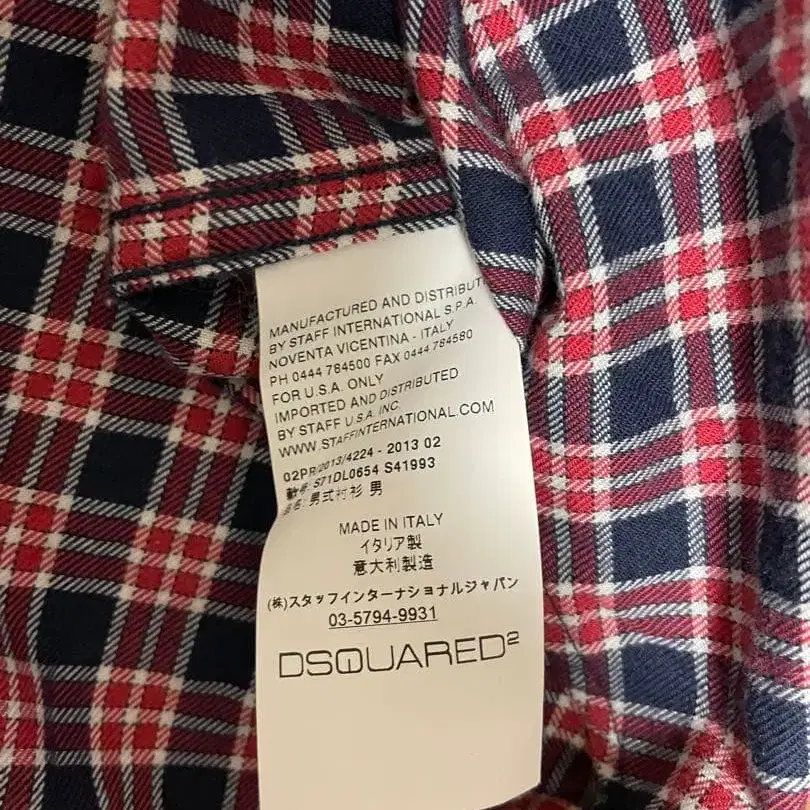 MANUFACTURED AND DISTRIBUT
BY STAFF INTERNATIONAL S.P.A.
NOVENTA VICENTINA - ITALY
PH 0444 784500 FAX 0444 784580
FOR U.S.A. ONLY
IMPORTED AND DISTRIBUTED
BY STAFF U.S.A. INC.
WWW.STAFFINTERNATIONAL.COM
02PR/2013/4224 - 2013 02
S71DL0654 S41993
品名: 男式衬衫 男
MADE IN ITALY
イタリア製
意大利製造
(株)スタッフインターナショナルジャパン
03-5794-9931
DSQUARED²